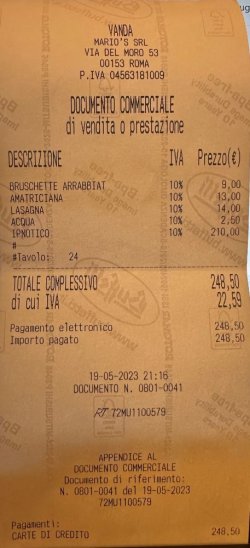 VANDA
MARIO'S SRL
VIA DEL MORO 53
00153 ROMA
P.IVA 04563181009
DOCUMENTO COMMERCIALE
di vendita o prestazione
DESCRIZIONE IVA Prezzo(€)
BRUSCHETTE ARRABBIAT 10% 9,00
AMATRICIANA 10% 13,00
LASAGNA 10% 14,00
ACQUA 10% 2,50
IPNOTICO 10% 210,00
#
#Tavolo: 24
TOTALE COMPLESSIVO 248,50
di cui IVA 22,59
Pagamento elettronico 248,50
Importo pagato 248,50
19-05-2023 21:16
DOCUMENTO N. 0801-0041
RT 72MU1100579
APPENDICE AL
DOCUMENTO COMMERCIALE
Documento di riferimento:
N. 0801-0041 del 19-05-2023
72MU1100579
Pagamenti:
CARTE DI CREDITO 248,50